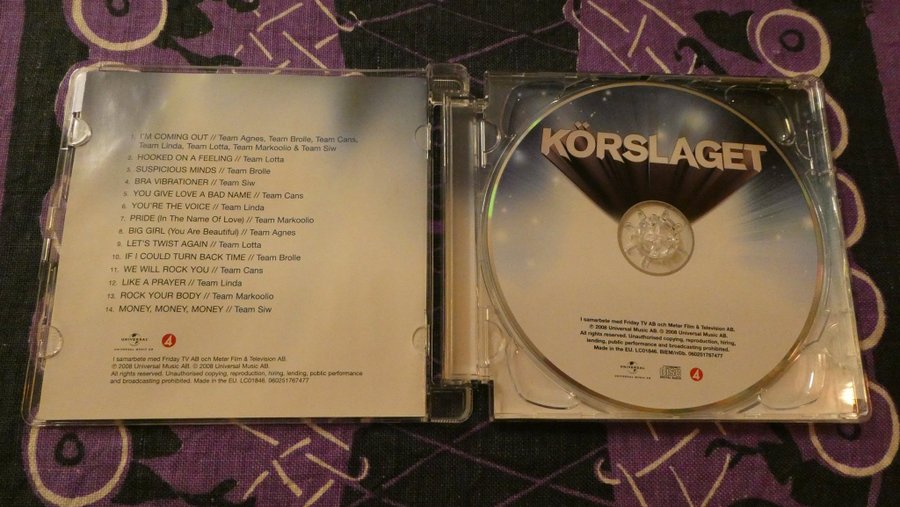 1. I'M COMING OUT // Team Agnes, Team Brolle, Team Cans,
Team Linda, Team Lotta, Team Markoolio & Team Siw
2. HOOKED ON A FEELING // Team Lotta
3. SUSPICIOUS MINDS // Team Brolle
4. BRA VIBRATIONER // Team Siw
5. YOU GIVE LOVE A BAD NAME // Team Cans
6. YOU'RE THE VOICE // Team Linda
7. PRIDE (In The Name Of Love) // Team Markoolio
8. BIG GIRL (You Are Beautiful) // Team Agnes
9. LET'S TWIST AGAIN // Team Lotta
10. IF I COULD TURN BACK TIME // Team Brolle
11. WE WILL ROCK YOU // Team Cans
12. LIKE A PRAYER // Team Linda
13. ROCK YOUR BODY // Team Markoolio
14. MONEY, MONEY, MONEY // Team Siw
UNIVERSAL
4
UNIVERSAL MUSIC AB
I samarbete med Friday TV AB och Meter Film & Television AB.
℗ 2008 Universal Music AB. © 2008 Universal Music AB.
All rights reserved. Unauthorised copying, reproduction, hiring, lending, public performance
and broadcasting prohibited. Made in the EU. LC01846. 060251767477
KÖRSLAGET
I samarbete med Friday TV AB och Meter Film & Television AB.
℗ 2008 Universal Music AB. © 2008 Universal Music AB.
All rights reserved. Unauthorised copying, reproduction, hiring,
lending, public performance and broadcasting prohibited.
Made in the EU. LC01846. BIEM/n©b. 060251767477
UNIVERSAL
4
UNIVERSAL MUSIC AB